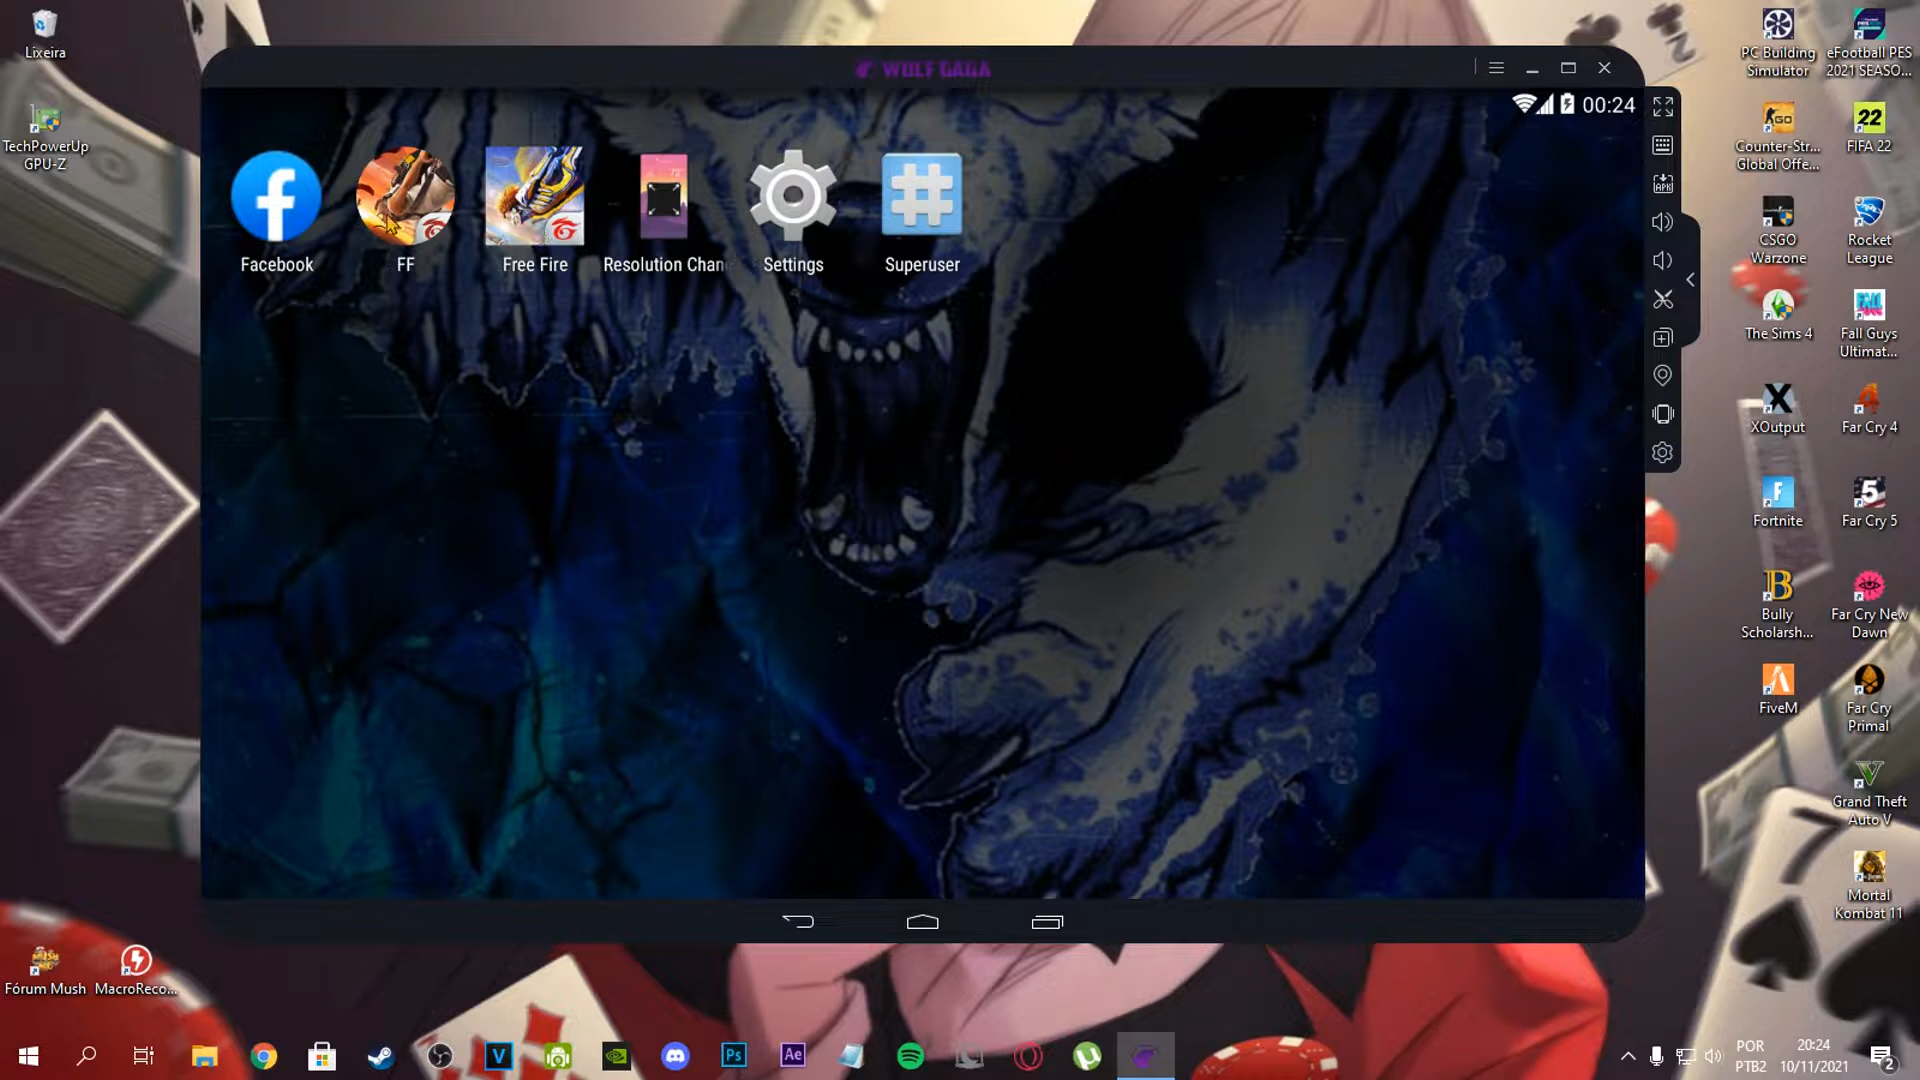 Lixeira
TechPowerUp
GPU-Z
WOLF GAGA
00:24
Facebook
FF
Free Fire
Resolution Chan
Settings
Superuser
APK
PC Building
Simulator
eFootball PES
2021 SEASO...
Counter-Str...
Global Offe...
FIFA 22
CSGO
Warzone
Rocket
League
The Sims 4
Fall Guys
Ultimat...
XOutput
Far Cry 4
Fortnite
Far Cry 5
Bully
Scholarsh...
Far Cry New
Dawn
FiveM
Far Cry
Primal
Grand Theft
Auto V
Mortal
Kombat 11
Fórum Mush
MacroReco...
POR
PTB2
20:24
10/11/2021
2